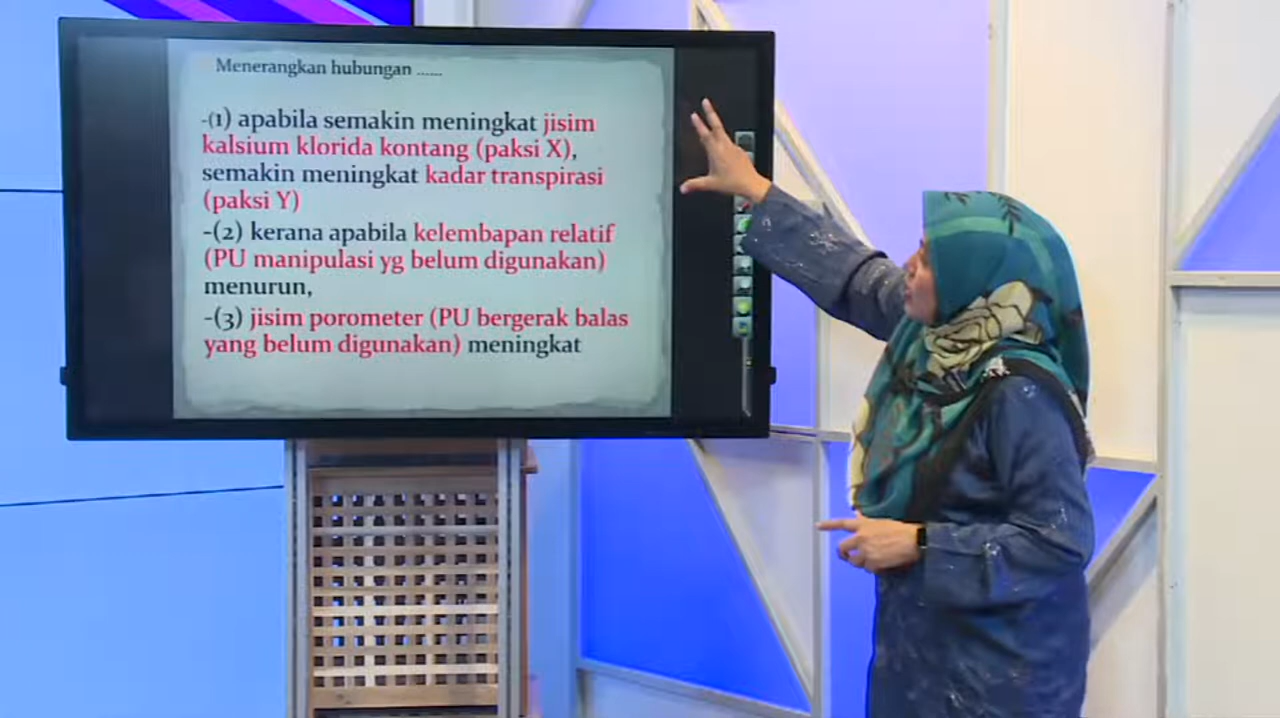 Menerangkan hubungan ......
-(1) apabila semakin meningkat jisim
kalsium klorida kontang (paksi X),
semakin meningkat kadar transpirasi
(paksi Y)
-(2) kerana apabila kelembapan relatif
(PU manipulasi yg belum digunakan)
menurun,
-(3) jisim porometer (PU bergerak balas
yang belum digunakan) meningkat